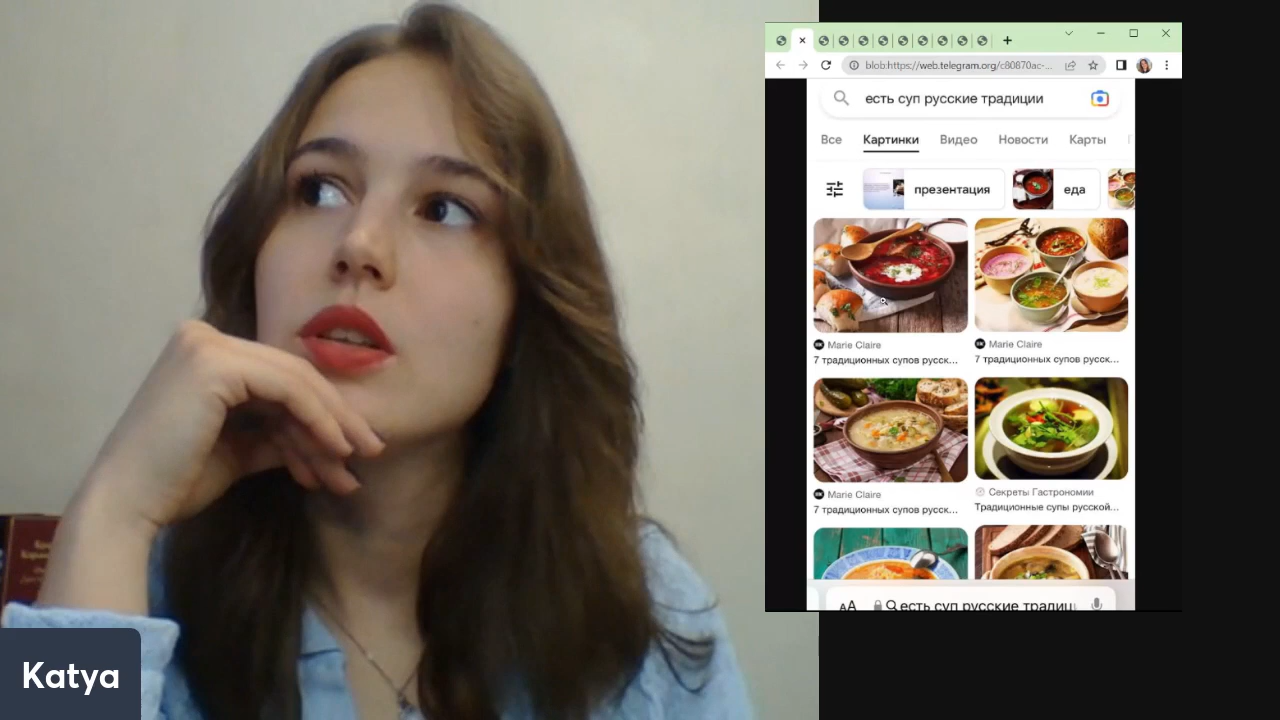 blob:https://web.telegram.org/c80870ac-...
есть суп русские традиции
Все Картинки Видео Новости Карты
презентация еда
Marie Claire
7 традиционных супов русск...
Marie Claire
7 традиционных супов русск...
Marie Claire
7 традиционных супов русск...
Секреты Гастрономии
Традиционные супы русской...
AA есть суп русские традиц
Katya